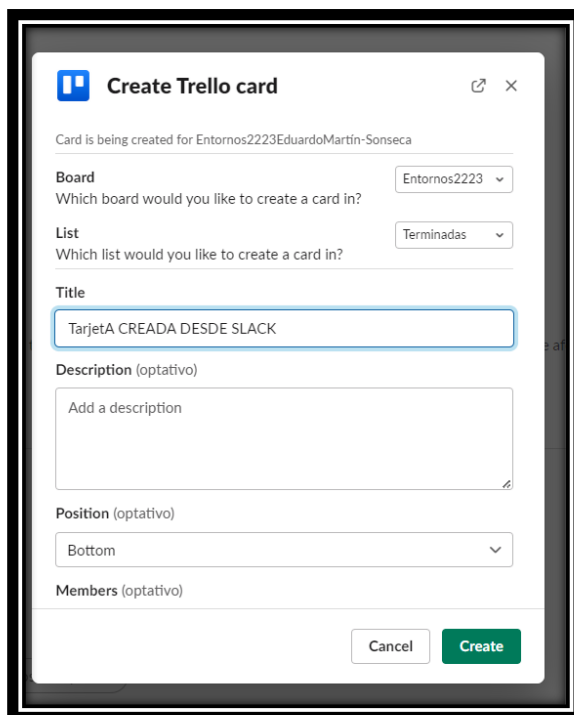 Create Trello card
Card is being created for Entornos2223EduardoMartín-Sonseca
Board
Entornos2223
Which board would you like to create a card in?
List
Terminadas
Which list would you like to create a card in?
Title
TarjetA CREADA DESDE SLACK
Description (optativo)
Add a description
Position (optativo)
Bottom
Members (optativo)
Cancel
Create